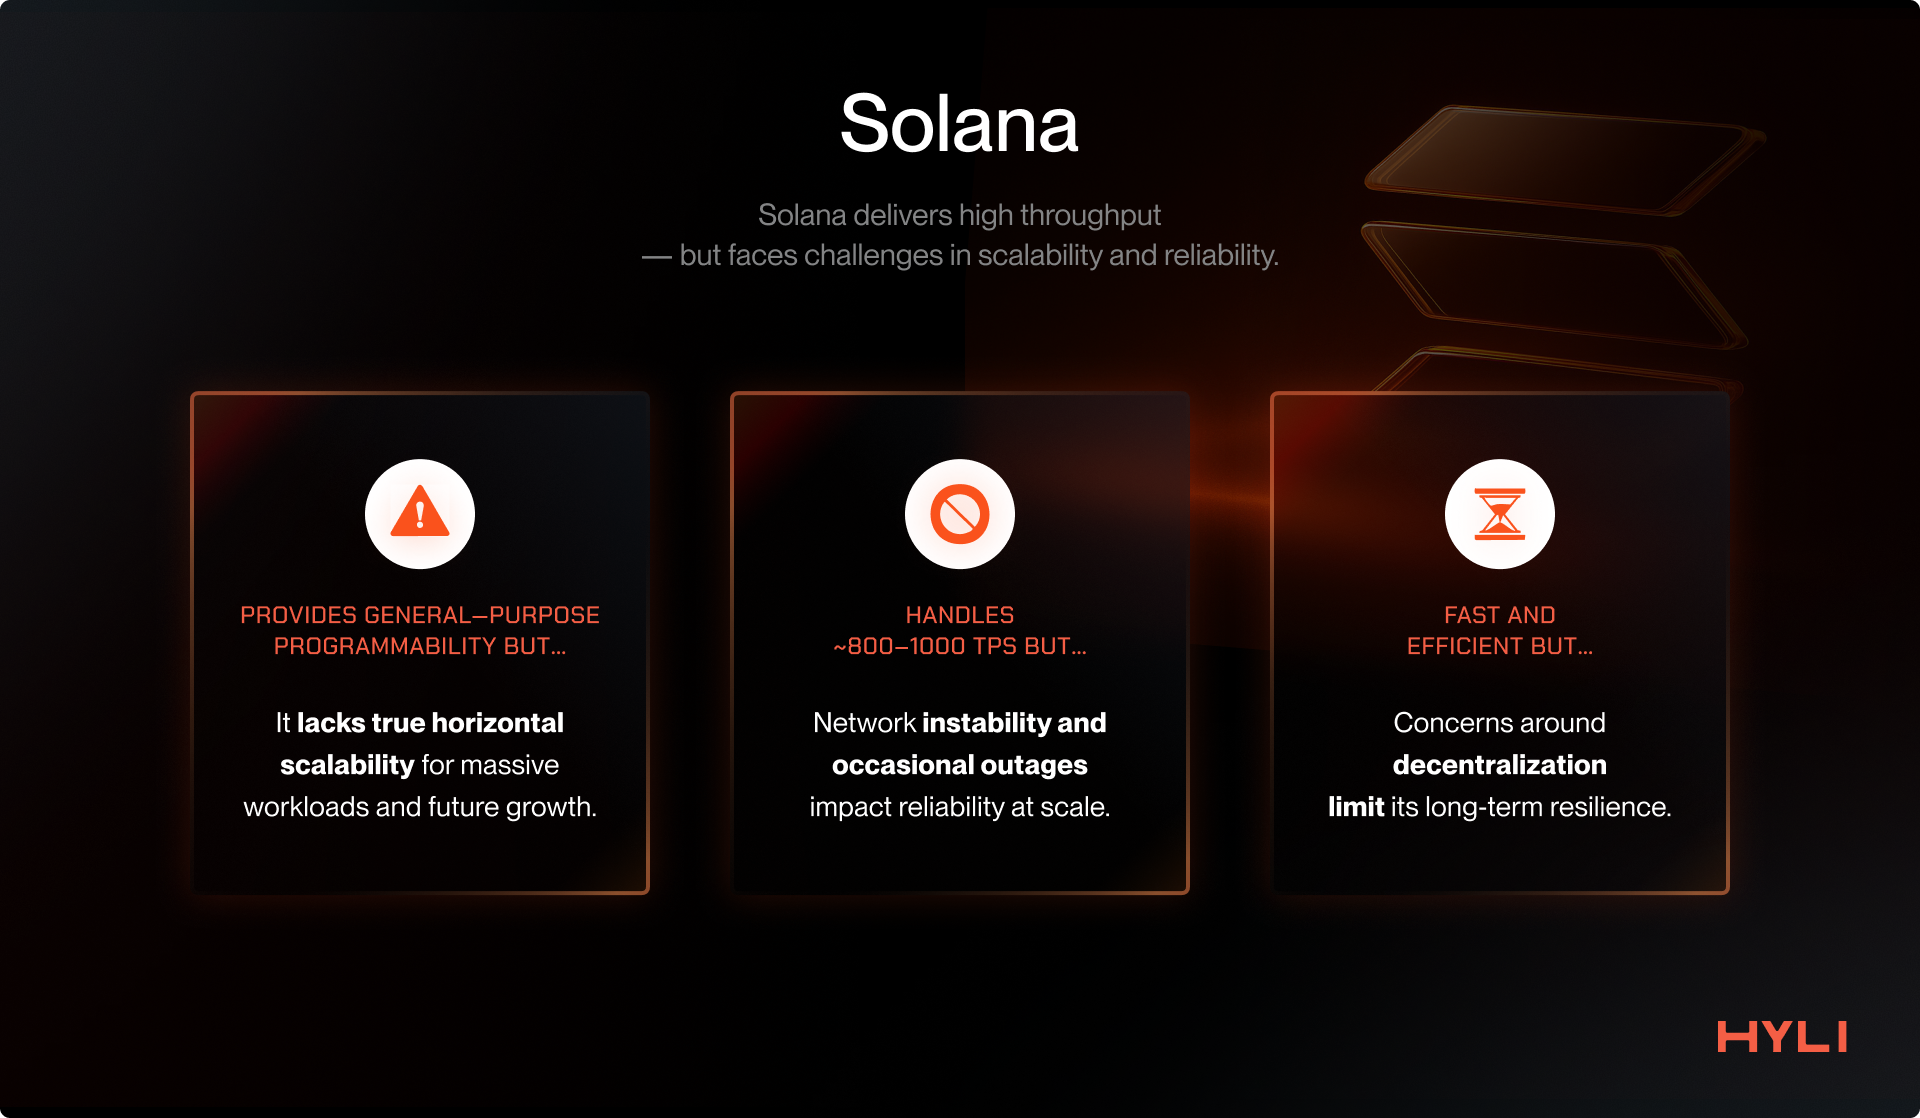 Solana
Solana delivers high throughput
— but faces challenges in scalability and reliability.
PROVIDES GENERAL–PURPOSE
PROGRAMMABILITY BUT...
It lacks true horizontal
scalability for massive
workloads and future growth.
HANDLES
~800–1000 TPS BUT...
Network instability and
occasional outages
impact reliability at scale.
FAST AND
EFFICIENT BUT...
Concerns around
decentralization
limit its long-term resilience.
HYLI